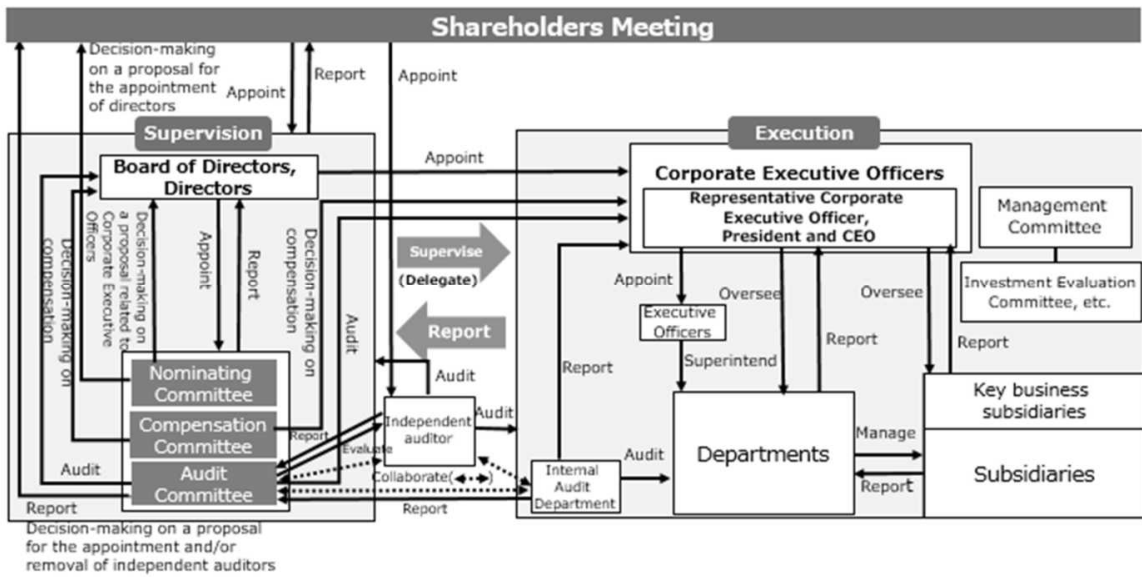 Shareholders Meeting
Decision-making
on a proposal for
the appointment
of directors
Appoint
Report
Appoint
Supervision
Board of Directors,
Directors
Decision-making on
compensation
Decision-making on
a proposal related to
Corporate Executive
Officers
Appoint
Report
Decision-making on
compensation
Audit
Nominating
Committee
Compensation
Committee
Audit
Committee
Audit
Report
Decision-making on a proposal
for the appointment and/or
removal of independent auditors
Appoint
Supervise
(Delegate)
Report
Audit
Independent
auditor
Audit
Report
Evaluate
Collaborate( )
Report
Execution
Corporate Executive Officers
Representative Corporate
Executive Officer,
President and CEO
Management
Committee
Investment Evaluation
Committee, etc.
Appoint
Executive
Officers
Superintend
Oversee
Report
Oversee
Report
Report
Internal
Audit
Department
Audit
Departments
Manage
Report
Key business
subsidiaries
Subsidiaries